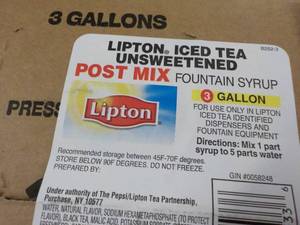 3 GALLONS
PRESS
LIPTON® ICED TEA
UNSWEETENED
POST MIX FOUNTAIN SYRUP
Lipton
3 GALLON
FOR USE ONLY IN LIPTON
ICED TEA IDENTIFIED
DISPENSERS AND
FOUNTAIN EQUIPMENT
Directions: Mix 1 part
syrup to 5 parts water
Recommended storage between 45F-70F degrees.
STORE BELOW 90F DEGREES. DO NOT FREEZE.
PREPARED BY:
GIN #0058248
Under authority of The Pepsi/Lipton Tea Partnership,
Purchase, NY 10577
WATER, NATURAL FLAVOR, SODIUM HEXAMETAPHOSPHATE (TO PROTECT
FLAVOR), BLACK TEA, MALIC ACID, POTASSIUM